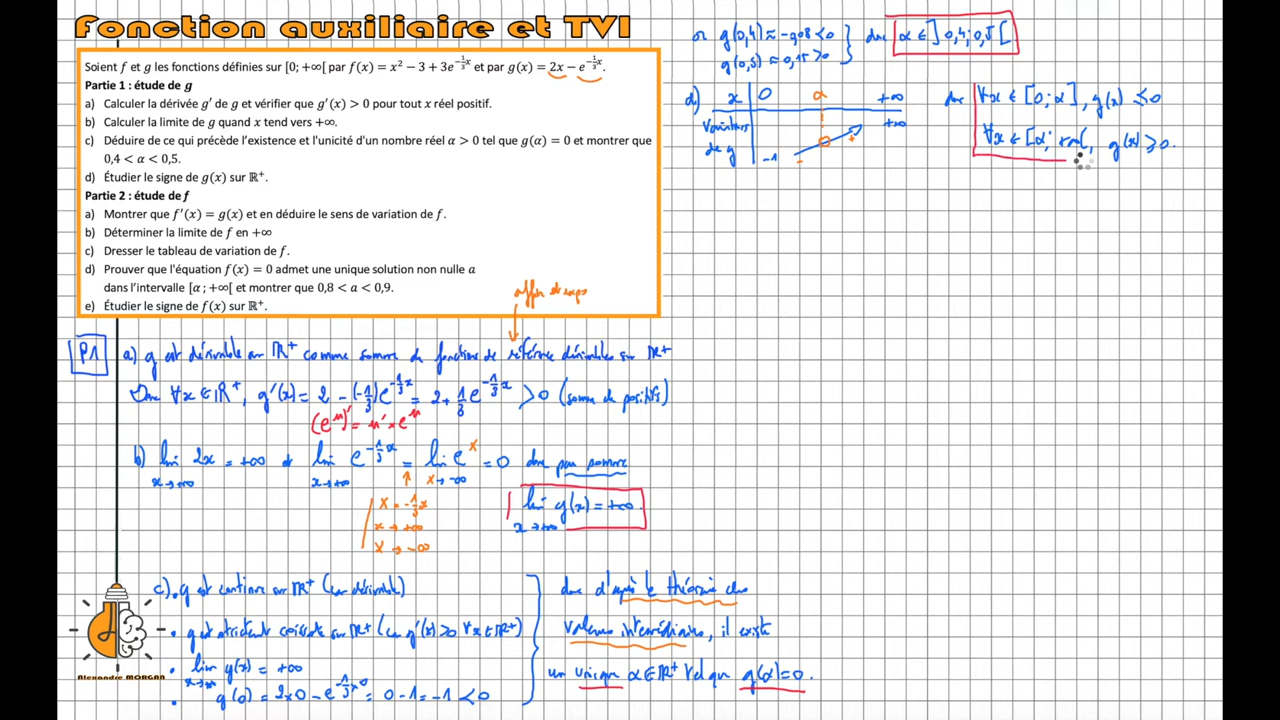 Fonction auxiliaire et TVI
Soient f et g les fonctions définies sur [0; +∞[ par f(x) = x² − 3 + 3e^{−1/3 x} et par g(x) = 2x − e^{−1/3 x}.
Partie 1 : étude de g
a) Calculer la dérivée g′ de g et vérifier que g′(x) > 0 pour tout x réel positif.
b) Calculer la limite de g quand x tend vers +∞.
c) Déduire de ce qui précède l'existence et l'unicité d'un nombre réel α > 0 tel que g(α) = 0 et montrer que
0,4 < α < 0,5.
d) Étudier le signe de g(x) sur ℝ⁺.
Partie 2 : étude de f
a) Montrer que f′(x) = g(x) et en déduire le sens de variation de f.
b) Déterminer la limite de f en +∞
c) Dresser le tableau de variation de f.
d) Prouver que l'équation f(x) = 0 admet une unique solution non nulle a
dans l'intervalle [α ; +∞[ et montrer que 0,8 < a < 0,9.
e) Étudier le signe de f(x) sur ℝ⁺.
P1
a) g est dérivable sur ℝ⁺ comme somme de fonctions de référence dérivables sur ℝ⁺
Donc ∀x ∈ ℝ⁺, g'(x) = 2 − (−1/3)e^{−1/3 x} = 2 + 1/3 e^{−1/3 x} > 0 (somme de positifs)
(e^u)' = u' × e^u
b) lim 2x = +∞ & lim e^{−1/3 x} = lim e^X = 0 donc par somme
x→+∞ x→+∞ ↑ X→−∞
X = −1/3 x
x → +∞
X → −∞
lim g(x) = +∞
x→+∞
c) • g est continue sur ℝ⁺ (car dérivable)
• g est strictement croissante sur ℝ⁺ (car g'(x) > 0 ∀x ∈ ℝ⁺)
• lim g(x) = +∞
x→+∞
• g(0) = 2×0 − e^{−1/3 × 0} = 0 − 1 = −1 < 0
donc d'après le théorème des
valeurs intermédiaires, il existe
un unique α ∈ ℝ⁺ tel que g(α) = 0.
Alexandre MORGAN
or g(0,4) ≈ −0,08 < 0
g(0,5) ≈ 0,15 > 0
donc α ∈ ]0,4; 0,5[
d) x 0 α +∞
Variations
de g
−1 − 0 + +∞
donc ∀x ∈ [0; α], g(x) ≤ 0
∀x ∈ [α; +∞[, g(x) ≥ 0.